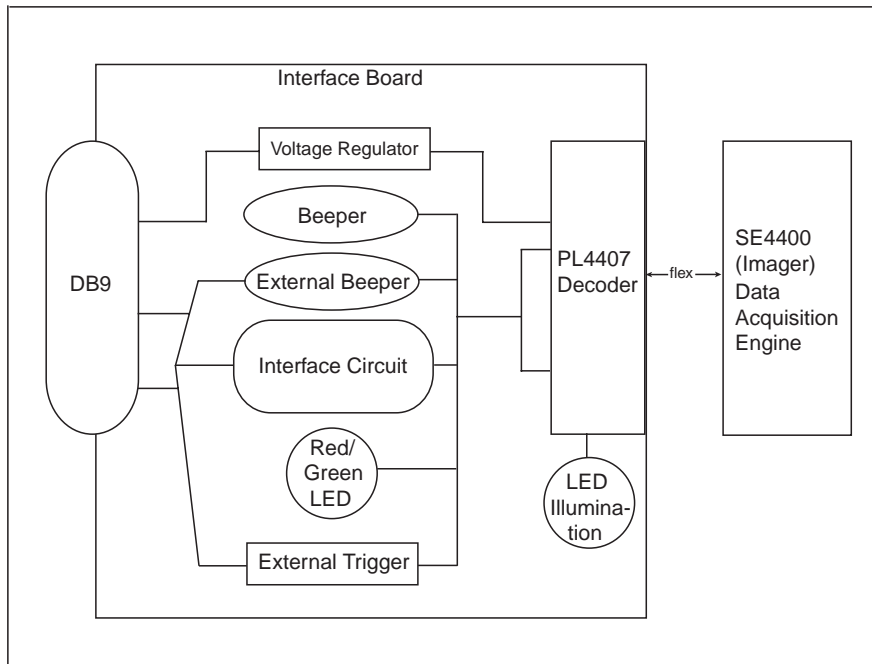 Interface Board
Voltage Regulator
Beeper
DB9
External Beeper
PL4407
Decoder
flex
SE4400
(Imager)
Data
Acquisition
Engine
Interface Circuit
Red/
Green
LED
LED
Illumina-
tion
External Trigger